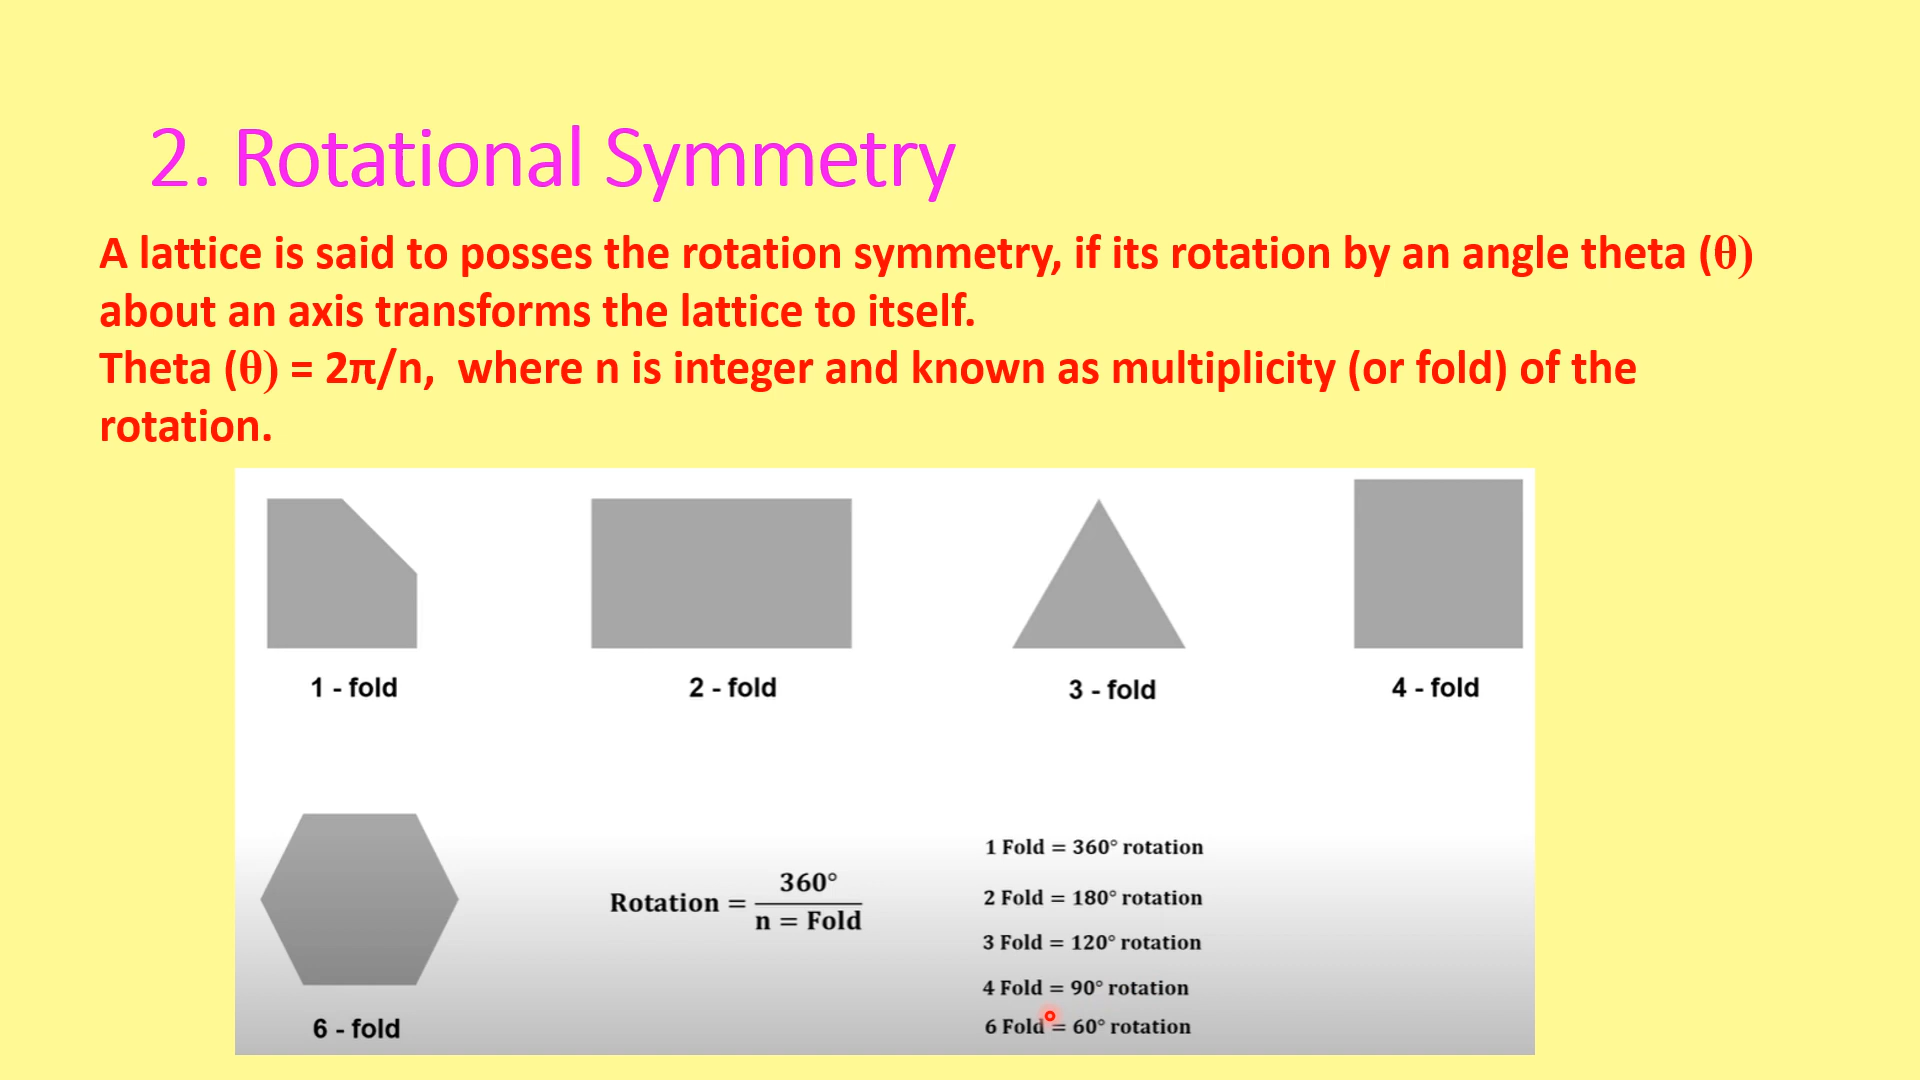 2. Rotational Symmetry
A lattice is said to posses the rotation symmetry, if its rotation by an angle theta (θ)
about an axis transforms the lattice to itself.
Theta (θ) = 2π/n, where n is integer and known as multiplicity (or fold) of the
rotation.
1 - fold
2 - fold
3 - fold
4 - fold
6 - fold
Rotation = 360° / n = Fold
1 Fold = 360° rotation
2 Fold = 180° rotation
3 Fold = 120° rotation
4 Fold = 90° rotation
6 Fold = 60° rotation